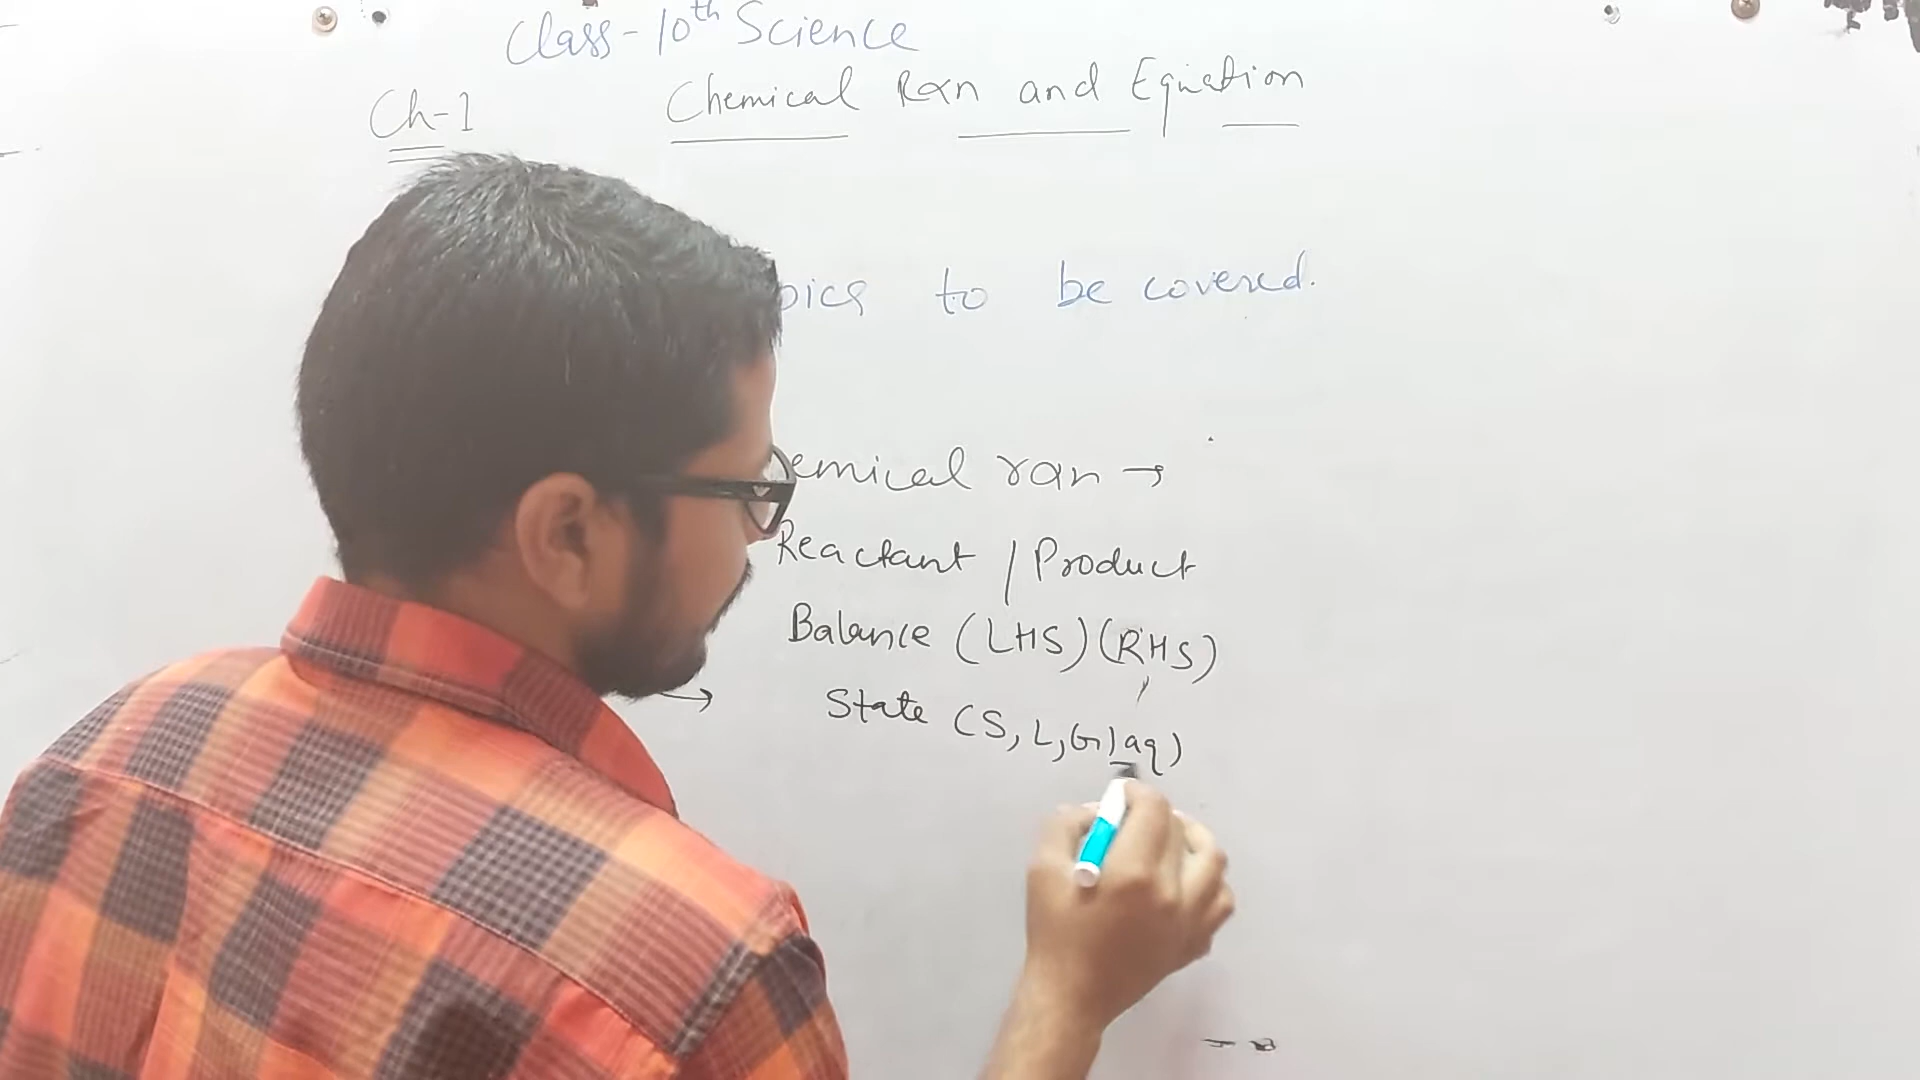 Class-10th Science
Ch-1 Chemical Rxn and Equation
pics to be covered.
emical rxn →
Reactant / Product
Balance (LHS) (RHS)
→ State (S, L, G, aq)